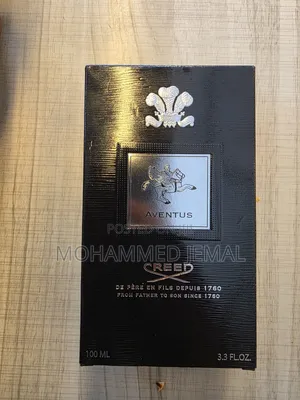 AVENTUS
POSTED ON
MOHAMMED JEMAL
CREED
DE PÈRE EN FILS DEPUIS 1760
FROM FATHER TO SON SINCE 1760
100 ML
3.3 FL.OZ.